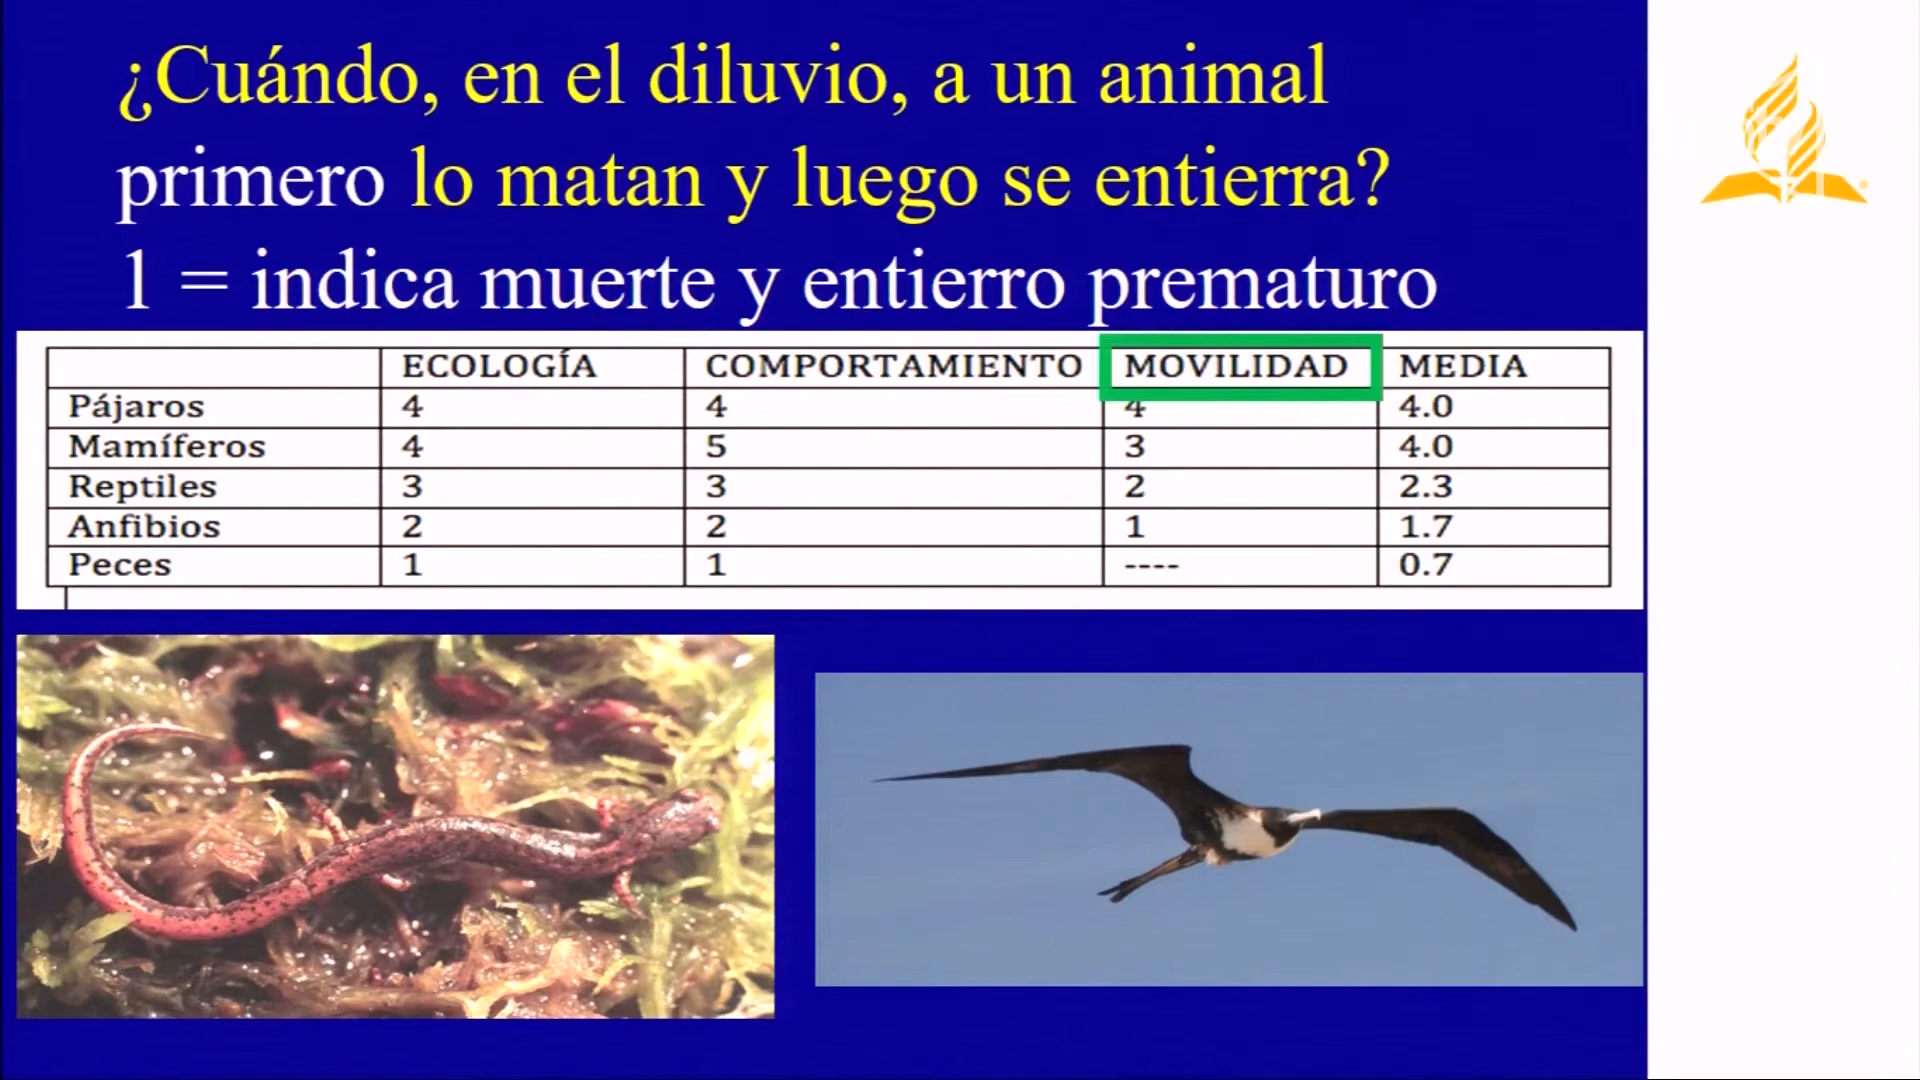 ¿Cuándo, en el diluvio, a un animal
primero lo matan y luego se entierra?
1 = indica muerte y entierro prematuro
ECOLOGÍA COMPORTAMIENTO MOVILIDAD MEDIA
Pájaros 4 4 4 4.0
Mamíferos 4 5 3 4.0
Reptiles 3 3 2 2.3
Anfibios 2 2 1 1.7
Peces 1 1 ---- 0.7